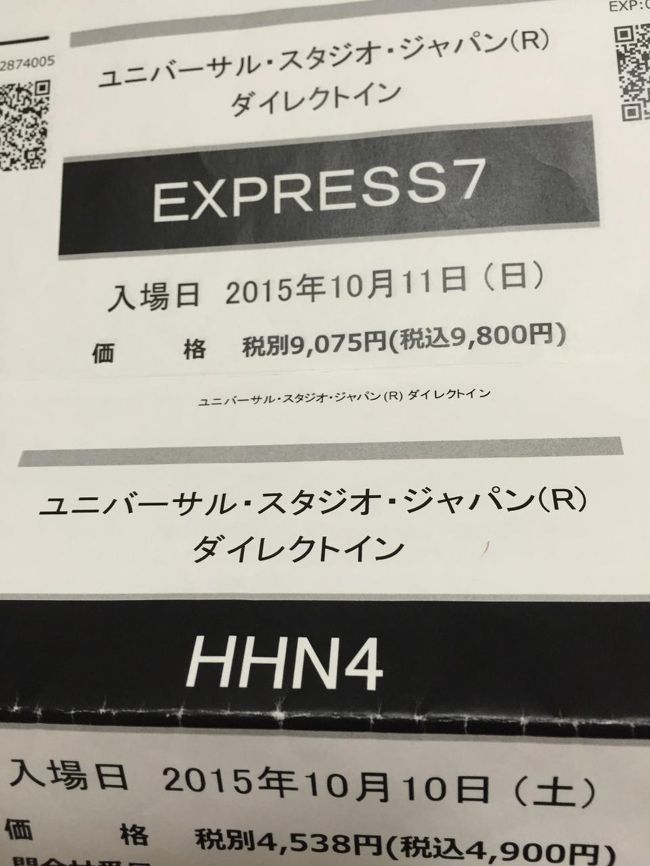 EXP:
2874005
ユニバーサル・スタジオ・ジャパン(R)
ダイレクトイン
EXPRESS7
入場日 2015年10月11日（日）
価 格 税別9,075円(税込9,800円)
ユニバーサル・スタジオ・ジャパン(R) ダイレクトイン
ユニバーサル・スタジオ・ジャパン(R)
ダイレクトイン
HHN4
入場日 2015年10月10日（土）
価 格 税別4,538円(税込4,900円)